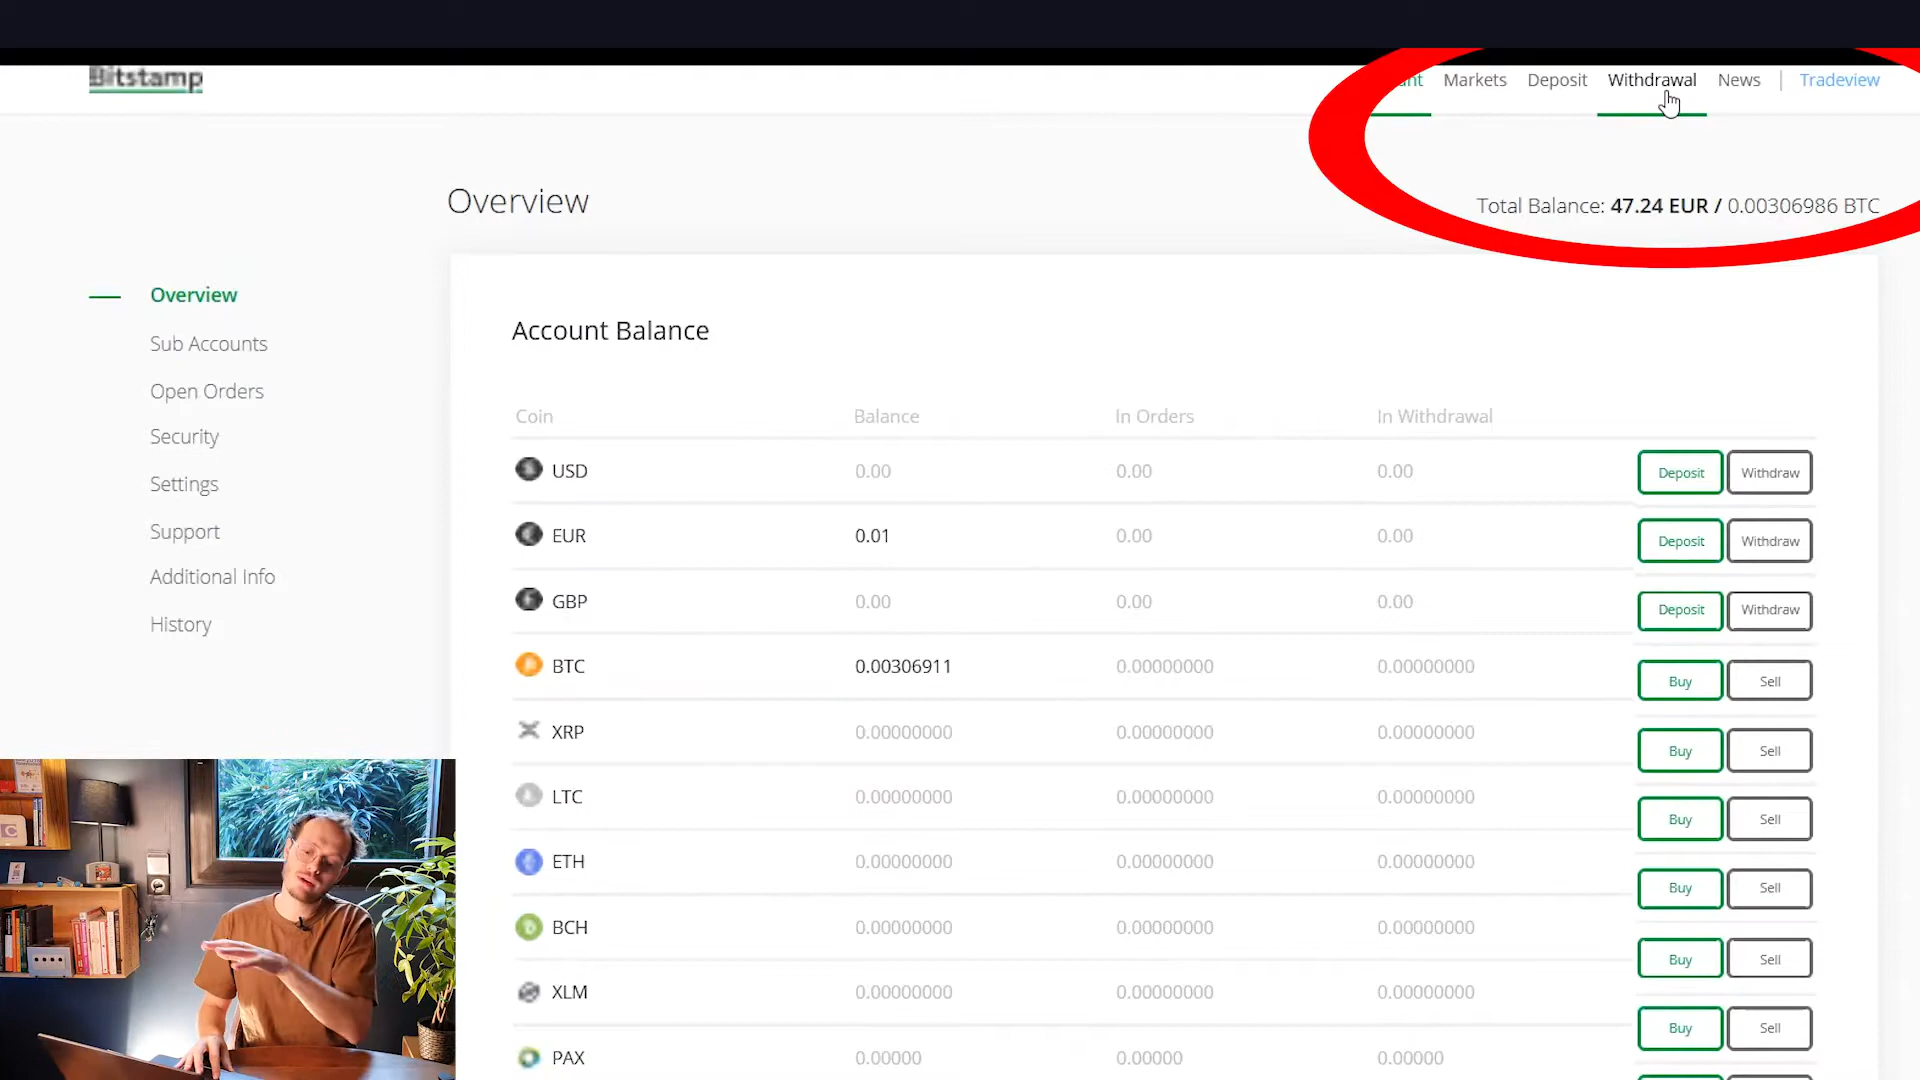 Bitstamp
Markets Deposit Withdrawal News | Tradeview
Overview
Total Balance: 47.24 EUR / 0.00306986 BTC
Overview
Sub Accounts
Open Orders
Security
Settings
Support
Additional Info
History
Account Balance
Coin Balance In Orders In Withdrawal
USD 0.00 0.00 0.00 Deposit Withdraw
EUR 0.01 0.00 0.00 Deposit Withdraw
GBP 0.00 0.00 0.00 Deposit Withdraw
BTC 0.00306911 0.00000000 0.00000000 Buy Sell
XRP 0.00000000 0.00000000 0.00000000 Buy Sell
LTC 0.00000000 0.00000000 0.00000000 Buy Sell
ETH 0.00000000 0.00000000 0.00000000 Buy Sell
BCH 0.00000000 0.00000000 0.00000000 Buy Sell
XLM 0.00000000 0.00000000 0.00000000 Buy Sell
PAX 0.00000 0.00000 0.00000